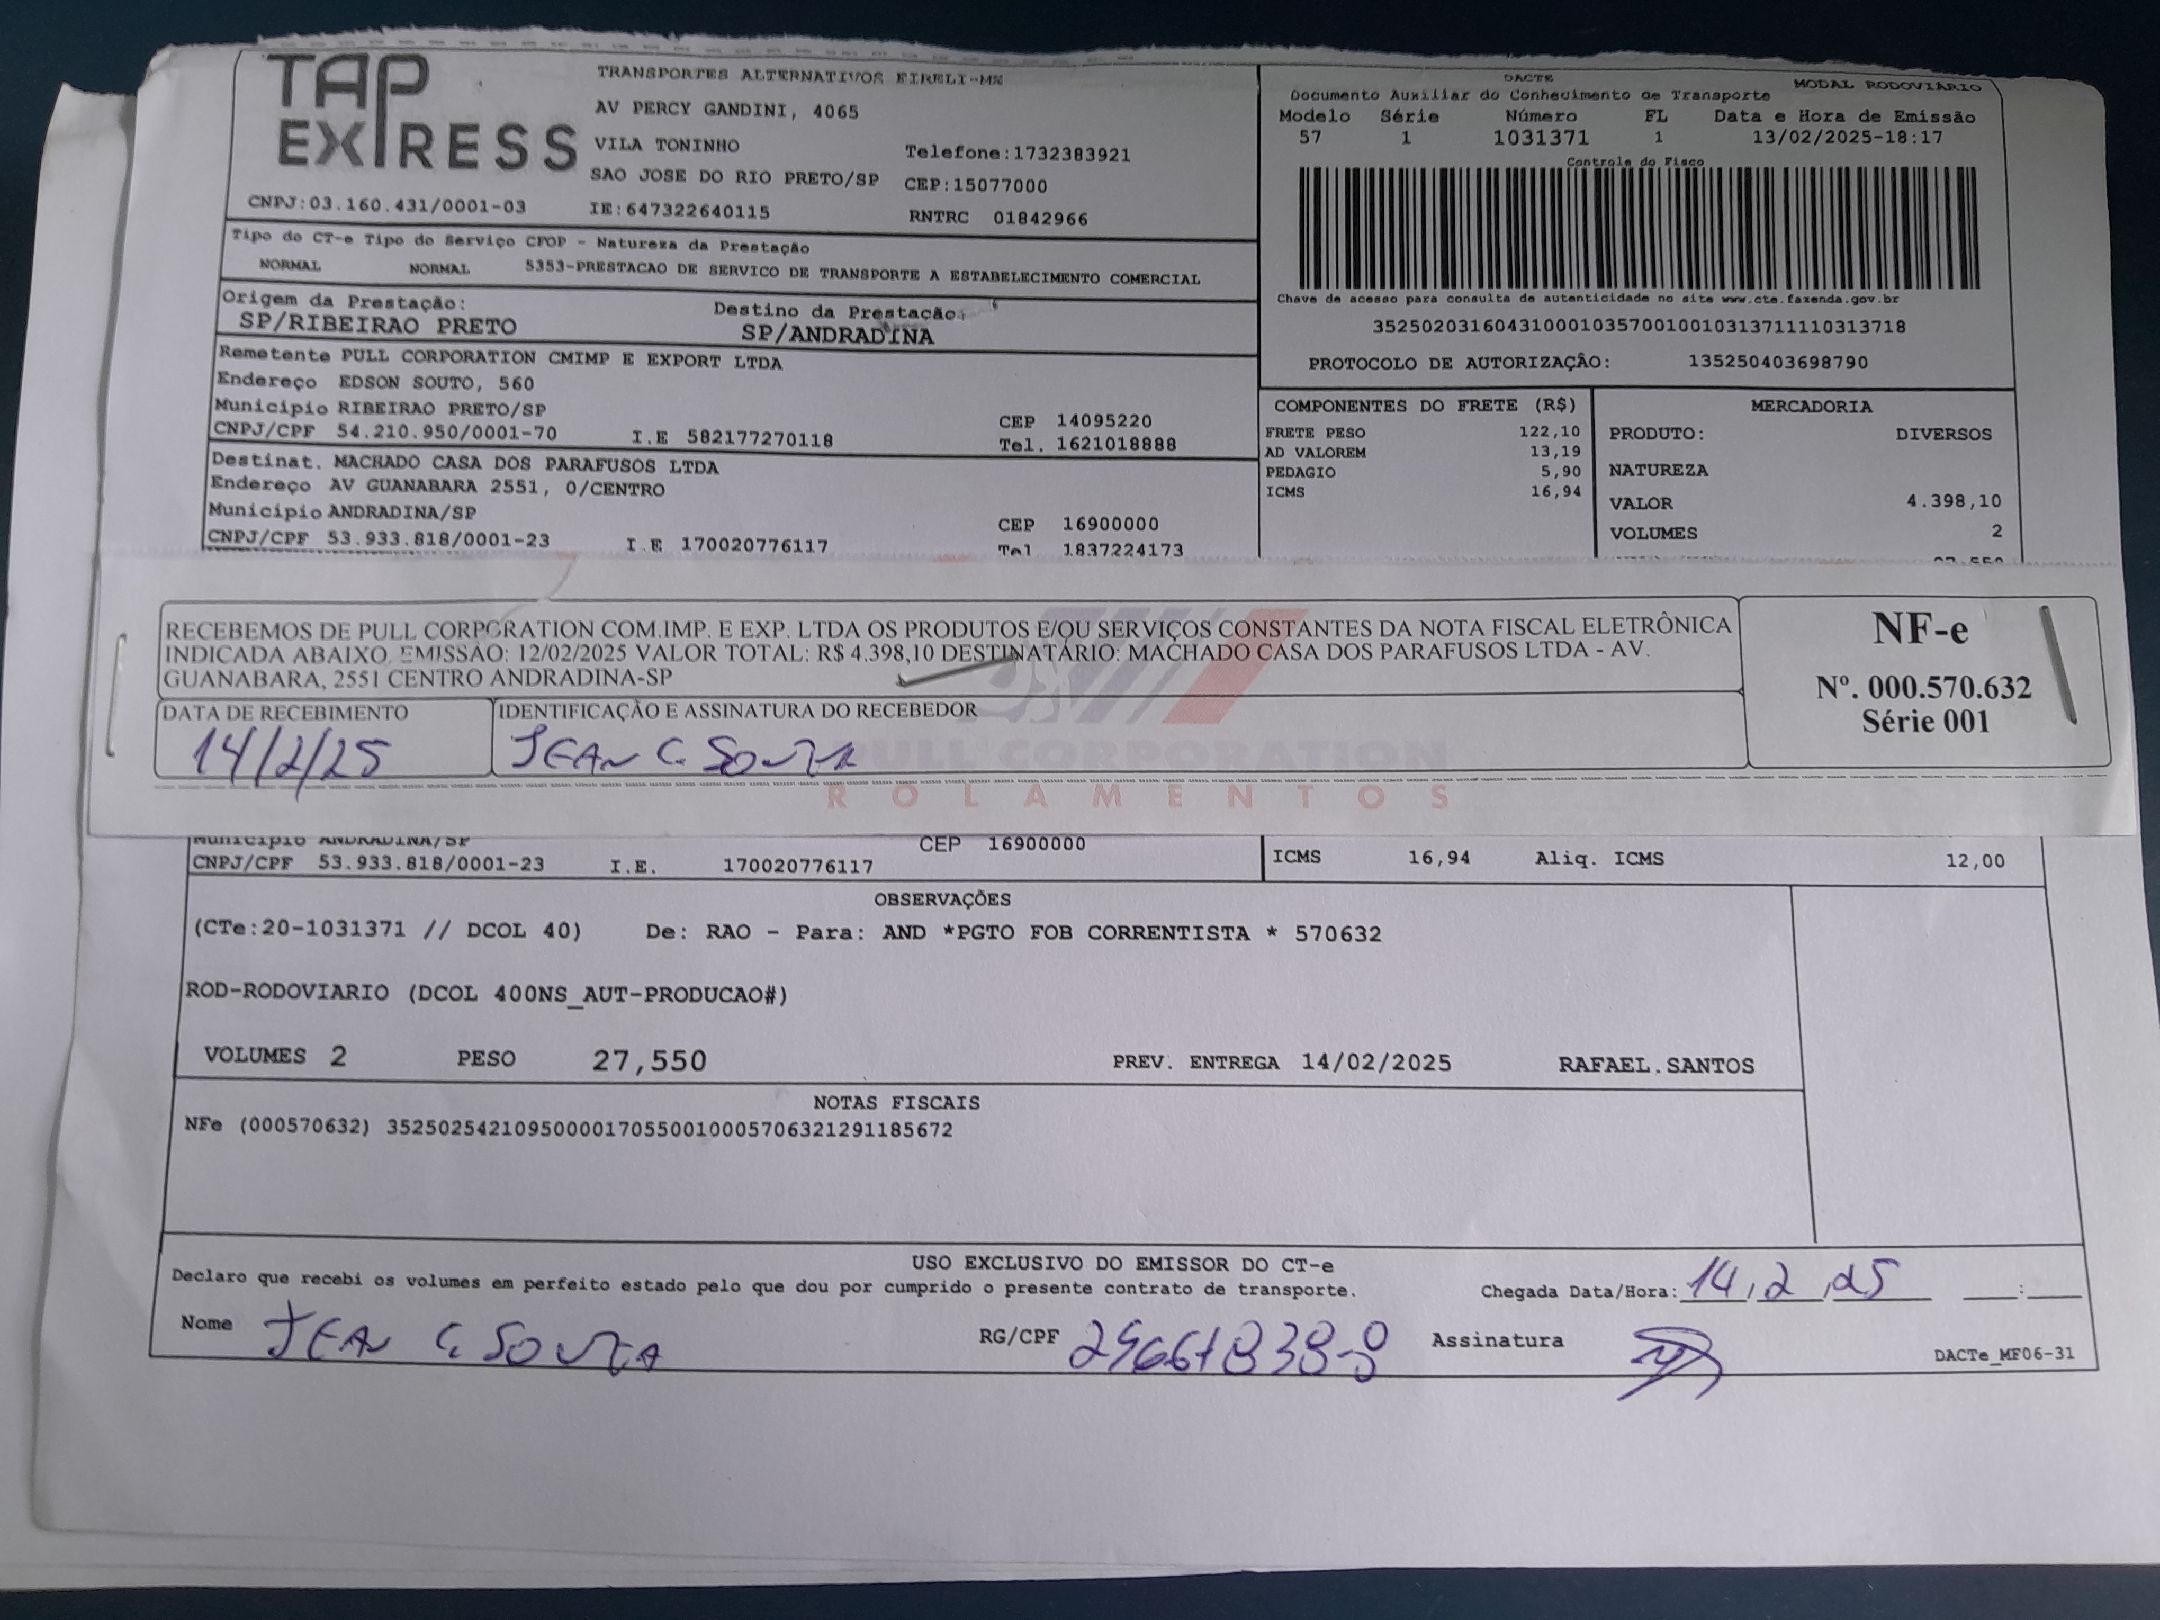 TAP
EXPRESS
TRANSPORTES ALTERNATIVOS EIRELI-ME
AV PERCY GANDINI, 4065
VILA TONINHO
Telefone:1732383921
SAO JOSE DO RIO PRETO/SP CEP:15077000
CNPJ:03.160.431/0001-03 IE:647322640115 RNTRC 01842966
DACTE MODAL RODOVIÁRIO
Documento Auxiliar do Conhecimento de Transporte
Modelo Série Número FL Data e Hora de Emissão
57 1 1031371 1 13/02/2025-18:17
Controle do Fisco
Chave de acesso para consulta de autenticidade no site www.cte.fazenda.gov.br
35250203160431000103570010010313711110313718
PROTOCOLO DE AUTORIZAÇÃO: 135250403698790
Tipo do CT-e Tipo do Serviço CFOP - Natureza da Prestação
NORMAL NORMAL 5353-PRESTACAO DE SERVICO DE TRANSPORTE A ESTABELECIMENTO COMERCIAL
Origem da Prestação: Destino da Prestação:
SP/RIBEIRAO PRETO SP/ANDRADINA
Remetente PULL CORPORATION CMIMP E EXPORT LTDA
Endereço EDSON SOUTO, 560
Municipio RIBEIRAO PRETO/SP CEP 14095220
CNPJ/CPF 54.210.950/0001-70 I.E 582177270118 Tel. 1621018888
Destinat. MACHADO CASA DOS PARAFUSOS LTDA
Endereço AV GUANABARA 2551, 0/CENTRO
Municipio ANDRADINA/SP CEP 16900000
CNPJ/CPF 53.933.818/0001-23 I.E 170020776117 Tel 1837224173
COMPONENTES DO FRETE (R$)
FRETE PESO 122,10
AD VALOREM 13,19
PEDAGIO 5,90
ICMS 16,94
MERCADORIA
PRODUTO: DIVERSOS
NATUREZA
VALOR 4.398,10
VOLUMES 2
RECEBEMOS DE PULL CORPORATION COM.IMP. E EXP. LTDA OS PRODUTOS E/OU SERVIÇOS CONSTANTES DA NOTA FISCAL ELETRÔNICA
INDICADA ABAIXO. EMISSÃO: 12/02/2025 VALOR TOTAL: R$ 4.398,10 DESTINATÁRIO: MACHADO CASA DOS PARAFUSOS LTDA - AV.
GUANABARA, 2551 CENTRO ANDRADINA-SP
DATA DE RECEBIMENTO IDENTIFICAÇÃO E ASSINATURA DO RECEBEDOR
14/2/25 JEAN C. SOUZA
NF-e
Nº. 000.570.632
Série 001
PULL CORPORATION
ROLAMENTOS
Municipio ANDRADINA/SP CEP 16900000
CNPJ/CPF 53.933.818/0001-23 I.E. 170020776117
ICMS 16,94 Aliq. ICMS 12,00
OBSERVAÇÕES
(CTe:20-1031371 // DCOL 40) De: RAO - Para: AND *PGTO FOB CORRENTISTA * 570632
ROD-RODOVIARIO (DCOL 400NS_AUT-PRODUCAO#)
VOLUMES 2 PESO 27,550 PREV. ENTREGA 14/02/2025 RAFAEL.SANTOS
NOTAS FISCAIS
NFe (000570632) 35250254210950000170550010005706321291185672
USO EXCLUSIVO DO EMISSOR DO CT-e
Declaro que recebi os volumes em perfeito estado pelo que dou por cumprido o presente contrato de transporte. Chegada Data/Hora: 14,2,25 :
Nome JEAN C. SOUZA RG/CPF Assinatura
DACTe_MF06-31